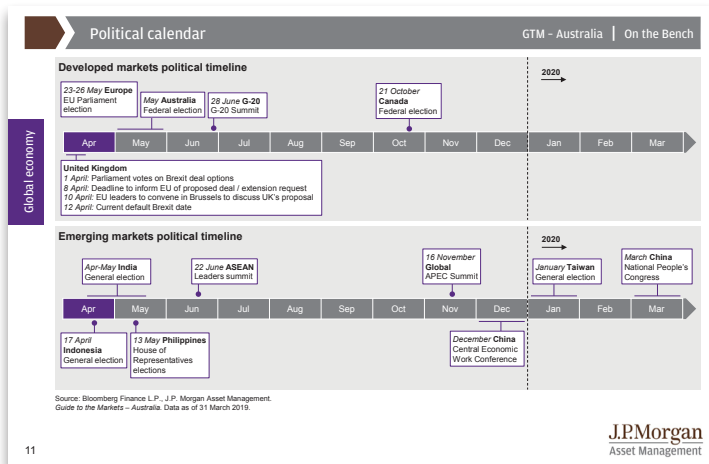 Political calendar
GTM – Australia | On the Bench
Global economy
Developed markets political timeline
2020
23-26 May Europe
EU Parliament
election
May Australia
Federal election
28 June G-20
G-20 Summit
21 October
Canada
Federal election
Apr May Jun Jul Aug Sep Oct Nov Dec Jan Feb Mar
United Kingdom
1 April: Parliament votes on Brexit deal options
8 April: Deadline to inform EU of proposed deal / extension request
10 April: EU leaders to convene in Brussels to discuss UK's proposal
12 April: Current default Brexit date
Emerging markets political timeline
2020
Apr-May India
General election
22 June ASEAN
Leaders summit
16 November
Global
APEC Summit
January Taiwan
General election
March China
National People's
Congress
Apr May Jun Jul Aug Sep Oct Nov Dec Jan Feb Mar
17 April
Indonesia
General election
13 May Philippines
House of
Representatives
elections
December China
Central Economic
Work Conference
Source: Bloomberg Finance L.P., J.P. Morgan Asset Management.
Guide to the Markets – Australia. Data as of 31 March 2019.
11
J.P.Morgan
Asset Management